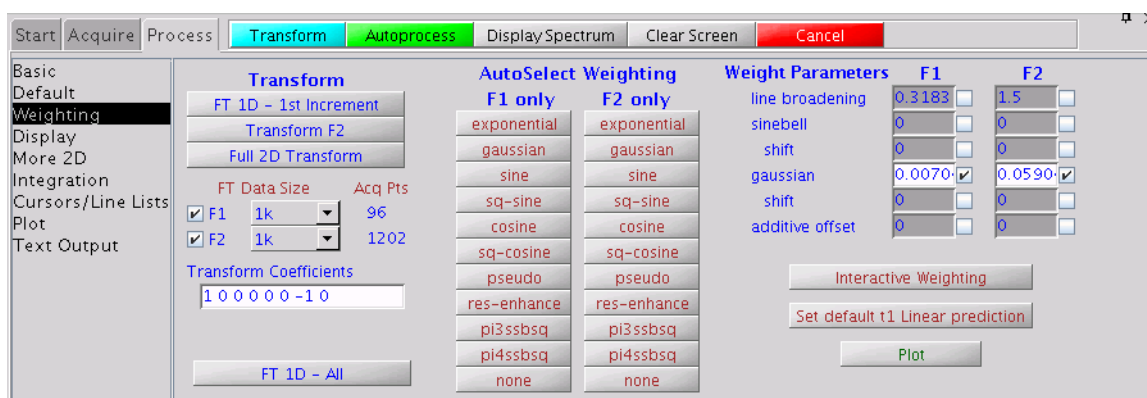 Start Acquire Process Transform Autoprocess Display Spectrum Clear Screen Cancel
Basic
Default
Weighting
Display
More 2D
Integration
Cursors/Line Lists
Plot
Text Output
Transform
FT 1D - 1st Increment
Transform F2
Full 2D Transform
FT Data Size Acq Pts
F1 1k 96
F2 1k 1202
Transform Coefficients
1 0 0 0 0 0 -1 0
FT 1D - All
AutoSelect Weighting
F1 only F2 only
exponential exponential
gaussian gaussian
sine sine
sq-sine sq-sine
cosine cosine
sq-cosine sq-cosine
pseudo pseudo
res-enhance res-enhance
pi3ssbsq pi3ssbsq
pi4ssbsq pi4ssbsq
none none
Weight Parameters F1 F2
line broadening 0.3183 1.5
sinebell 0 0
shift 0 0
gaussian 0.0070 0.0590
shift 0 0
additive offset 0 0
Interactive Weighting
Set default t1 Linear prediction
Plot